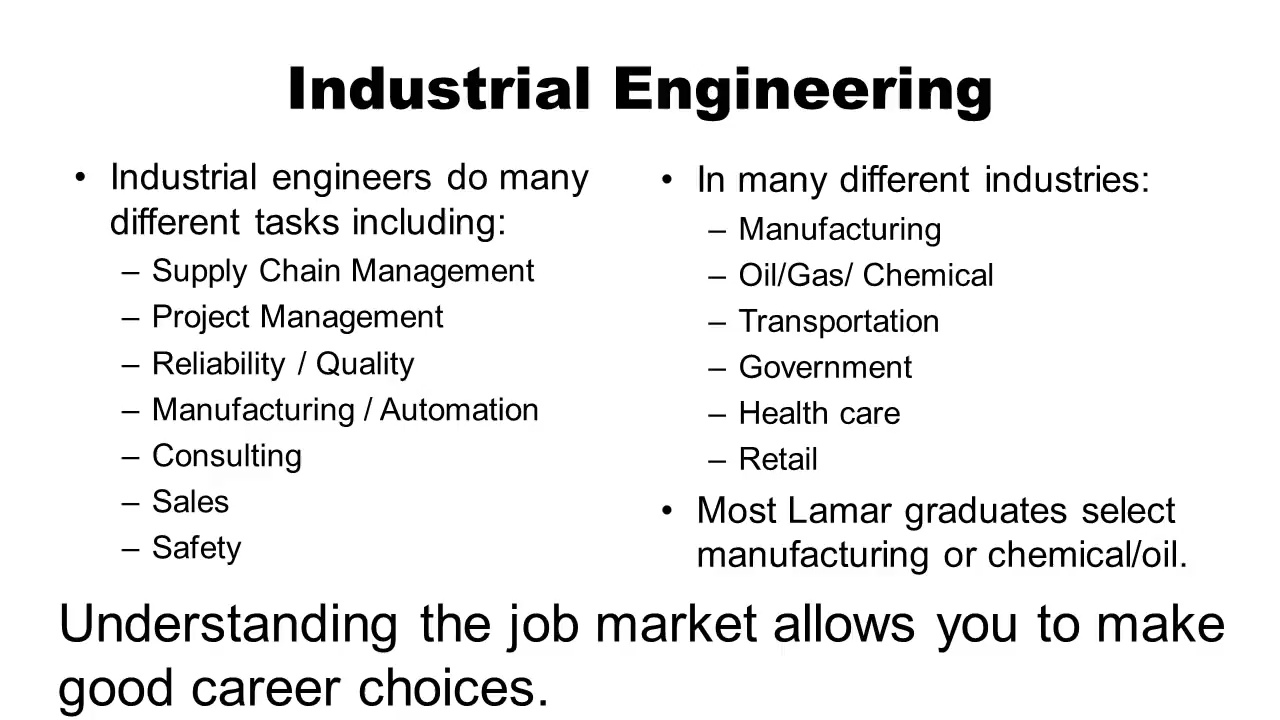 Industrial Engineering
• Industrial engineers do many
different tasks including:
– Supply Chain Management
– Project Management
– Reliability / Quality
– Manufacturing / Automation
– Consulting
– Sales
– Safety
• In many different industries:
– Manufacturing
– Oil/Gas/ Chemical
– Transportation
– Government
– Health care
– Retail
• Most Lamar graduates select
manufacturing or chemical/oil.
Understanding the job market allows you to make
good career choices.